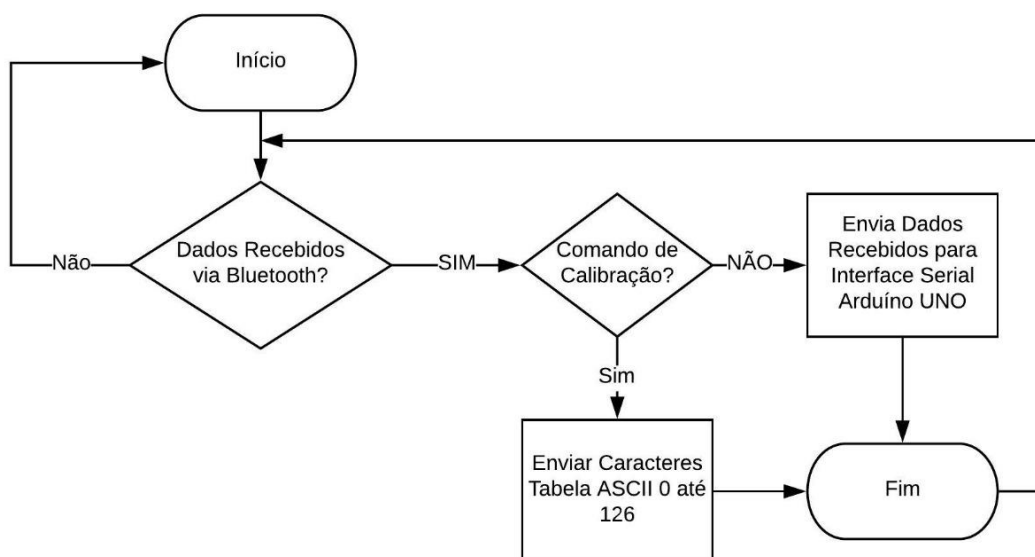 Início
Não
Dados Recebidos
via Bluetooth?
SIM
Comando de
Calibração?
NÃO
Envia Dados
Recebidos para
Interface Serial
Arduíno UNO
Sim
Enviar Caracteres
Tabela ASCII 0 até
126
Fim